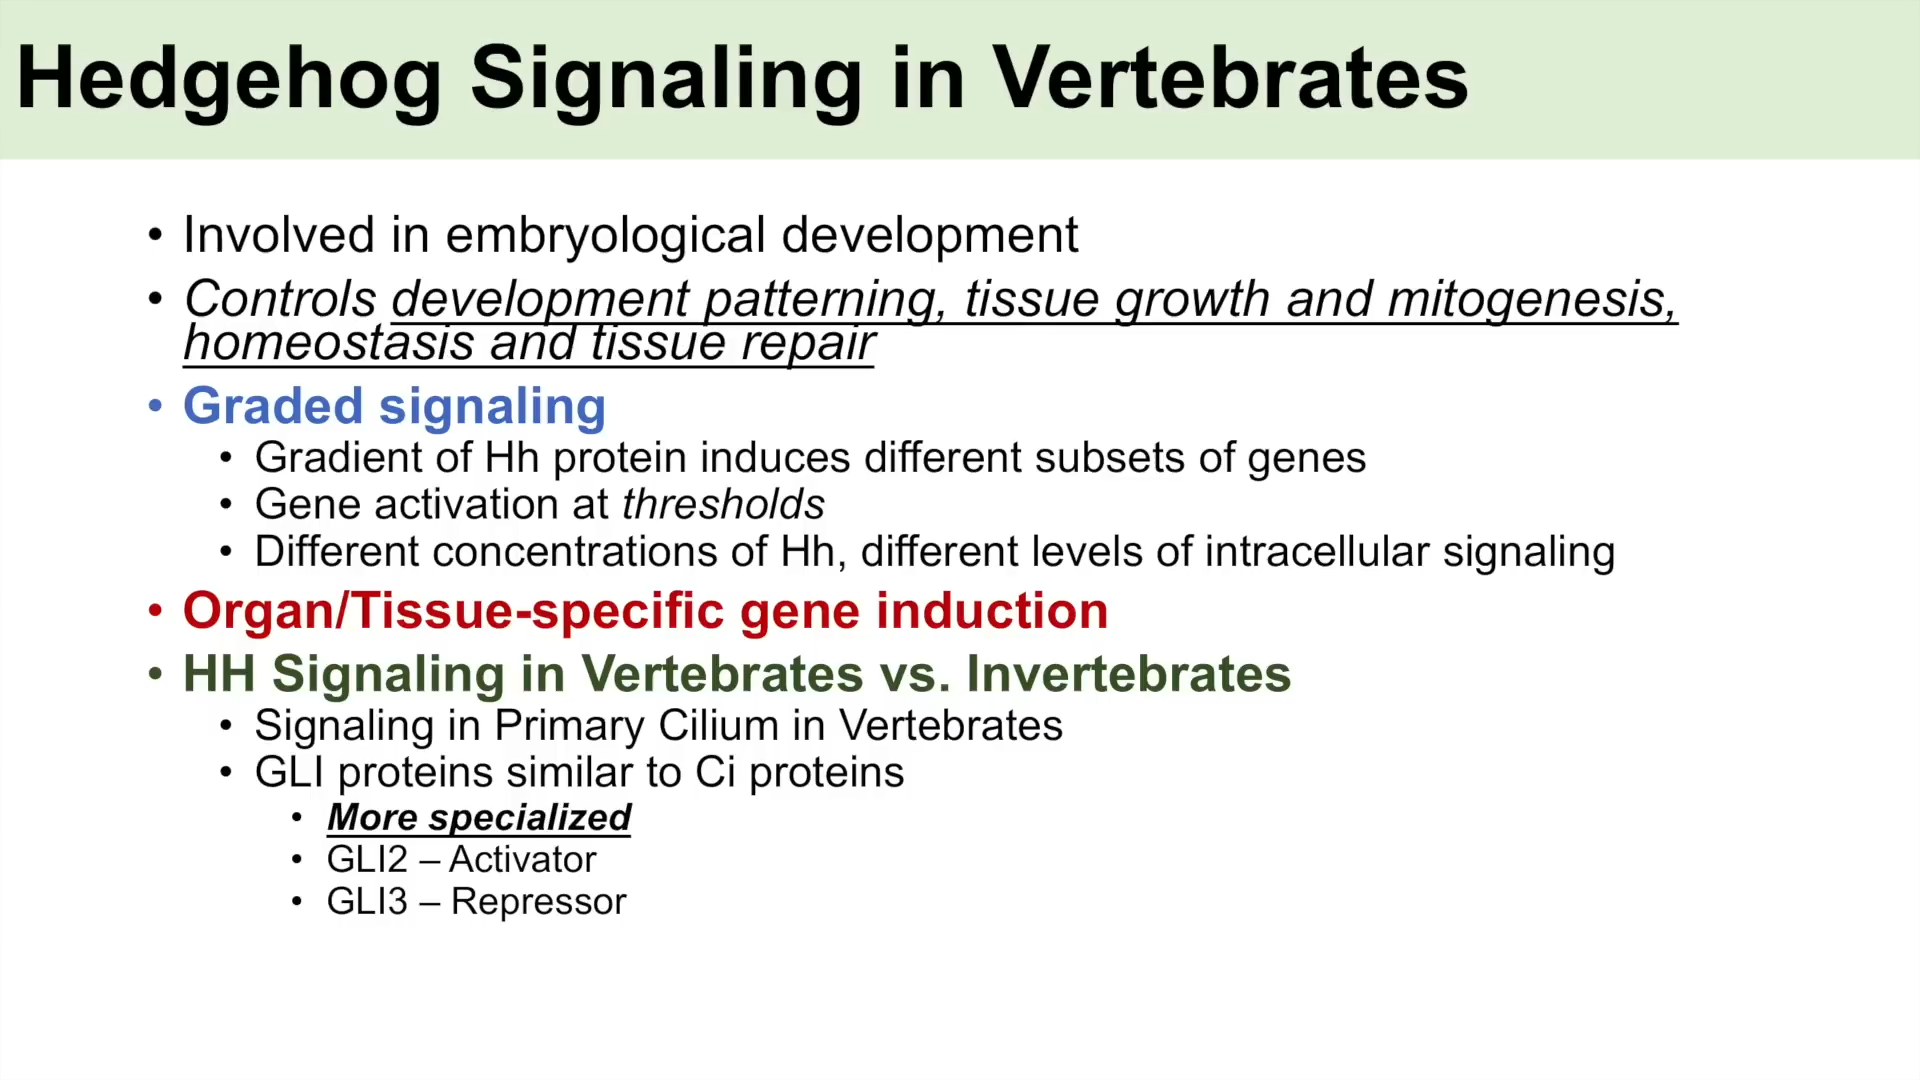 Hedgehog Signaling in Vertebrates
• Involved in embryological development
• Controls development patterning, tissue growth and mitogenesis,
homeostasis and tissue repair
• Graded signaling
• Gradient of Hh protein induces different subsets of genes
• Gene activation at thresholds
• Different concentrations of Hh, different levels of intracellular signaling
• Organ/Tissue-specific gene induction
• HH Signaling in Vertebrates vs. Invertebrates
• Signaling in Primary Cilium in Vertebrates
• GLI proteins similar to Ci proteins
• More specialized
• GLI2 – Activator
• GLI3 – Repressor